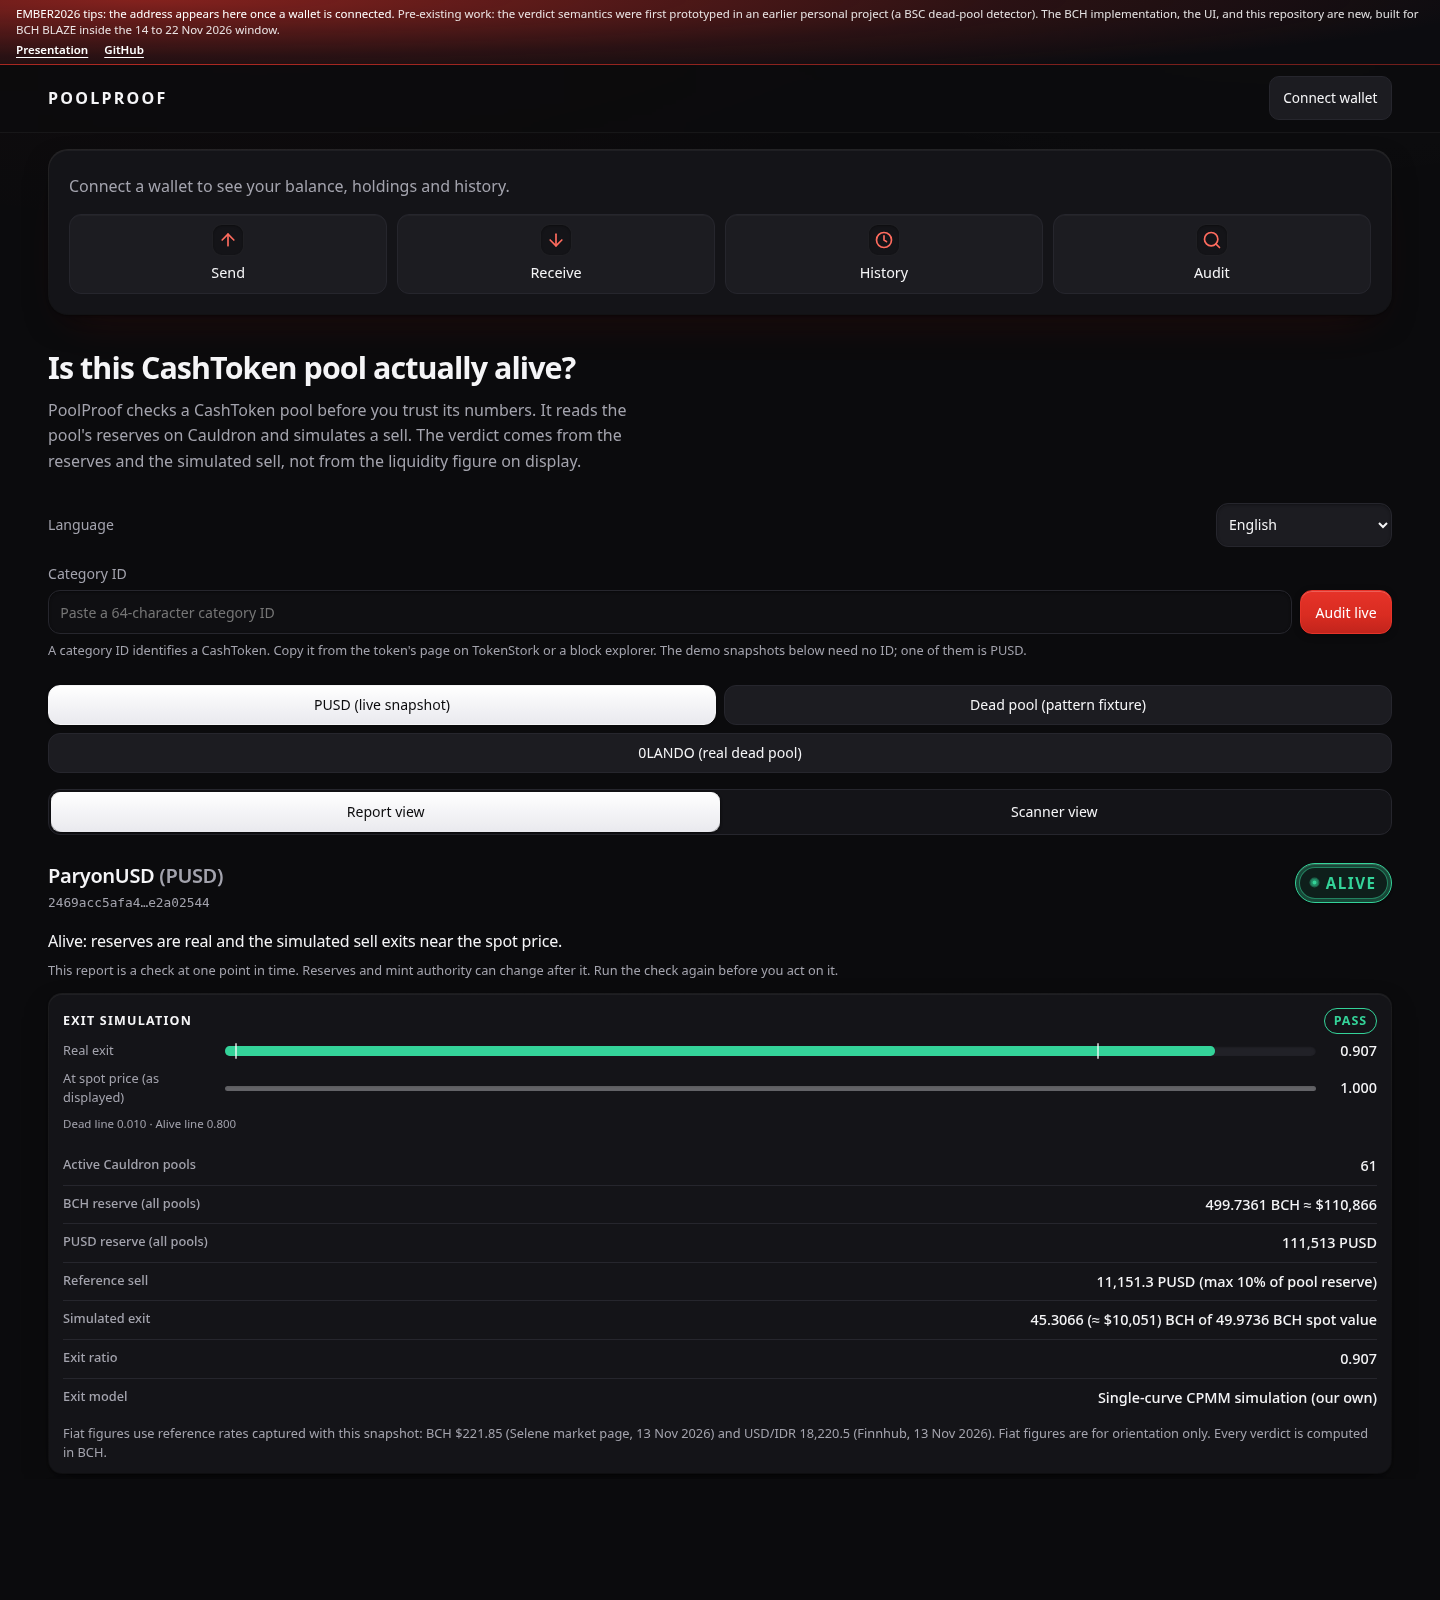 EMBER2026 tips: the address appears here once a wallet is connected. Pre-existing work: the verdict semantics were first prototyped in an earlier personal project (a BSC dead-pool detector). The BCH implementation, the UI, and this repository are new, built for
BCH BLAZE inside the 14 to 22 Nov 2026 window.
Presentation GitHub
POOLPROOF
Connect wallet
Connect a wallet to see your balance, holdings and history.
Send
Receive
History
Audit
Is this CashToken pool actually alive?
PoolProof checks a CashToken pool before you trust its numbers. It reads the
pool's reserves on Cauldron and simulates a sell. The verdict comes from the
reserves and the simulated sell, not from the liquidity figure on display.
Language
English
Category ID
Paste a 64-character category ID
Audit live
A category ID identifies a CashToken. Copy it from the token's page on TokenStork or a block explorer. The demo snapshots below need no ID; one of them is PUSD.
PUSD (live snapshot)
Dead pool (pattern fixture)
0LANDO (real dead pool)
Report view
Scanner view
ParyonUSD (PUSD)
ALIVE
2469acc5afa4…e2a02544
Alive: reserves are real and the simulated sell exits near the spot price.
This report is a check at one point in time. Reserves and mint authority can change after it. Run the check again before you act on it.
EXIT SIMULATION
PASS
Real exit
0.907
At spot price (as
displayed)
1.000
Dead line 0.010 · Alive line 0.800
Active Cauldron pools
61
BCH reserve (all pools)
499.7361 BCH ≈ $110,866
PUSD reserve (all pools)
111,513 PUSD
Reference sell
11,151.3 PUSD (max 10% of pool reserve)
Simulated exit
45.3066 (≈ $10,051) BCH of 49.9736 BCH spot value
Exit ratio
0.907
Exit model
Single-curve CPMM simulation (our own)
Fiat figures use reference rates captured with this snapshot: BCH $221.85 (Selene market page, 13 Nov 2026) and USD/IDR 18,220.5 (Finnhub, 13 Nov 2026). Fiat figures are for orientation only. Every verdict is computed
in BCH.